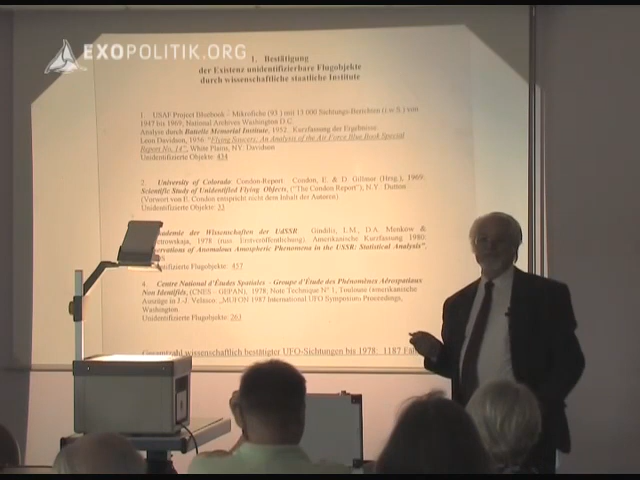 EXOPOLITIK.ORG
1. Bestätigung
der Existenz unidentifizierbare Flugobjekte
durch wissenschaftliche staatliche Institute
1. USAF Project Bluebook - Mikrofiche (93) mit 13 000 Sichtungs-Berichten (i.w.S.) von
1947 bis 1969, National Archives Washington D.C.
Analyse durch Battelle Memorial Institute, 1952. Kurzfassung der Ergebnisse
Leon Davidson, 1956: "Flying Saucers: An Analysis of the Air Force Blue Book Special
Report No. 14", White Plains, N.Y. Davidson
Unidentifizierte Objekte: 434
2. University of Colorado Condon-Report. Condon, E. & D. Gillmor (Hrsg.), 1969:
Scientific Study of Unidentified Flying Objects, ("The Condon Report"), N.Y. Dutton
(Vorwort von E. Condon entspricht nicht dem Inhalt der Autoren)
Unidentifizierte Objekte: 33
kademie der Wissenschaften der UdSSR Gindilis, L.M., D.A. Menkow &
etrowskaja, 1978 (russ. Erstveröffentlichung). Amerikanische Kurzfassung 1980:
servations of Anomalous Atmospheric Phenomena in the USSR: Statistical Analysis",
tifizierte Flugobjekte: 457
4. Centre National d'Études Spatiales - Groupe d'Étude des Phénomènes Aérospatiaux
Non Identifiés, (CNES - GEPAN), 1978, Note Technique N° 1, Toulouse (Amerikanische
Auszüge in J.-J. Velasco: „MUFON 1987 International UFO Symposium Proceedings,
Washington
Unidentifizierte Flugobjekte: 263
Gesamtzahl wissenschaftlich bestätigter UFO-Sichtungen bis 1978: 1187